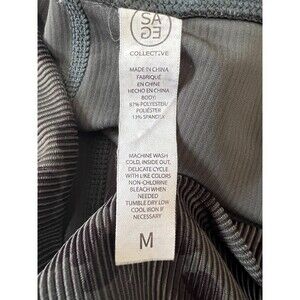 SA
GE
COLLECTIVE
MADE IN CHINA
FABRIQUÉ
EN CHINE
HECHO EN CHINA
BODY:
87% POLYESTER/
POLIÉSTER
13% SPANDEX
MACHINE WASH
COLD, INSIDE OUT,
DELICATE CYCLE
WITH LIKE COLORS
NON-CHLORINE
BLEACH WHEN
NEEDED
TUMBLE DRY LOW
COOL IRON IF
NECESSARY
M